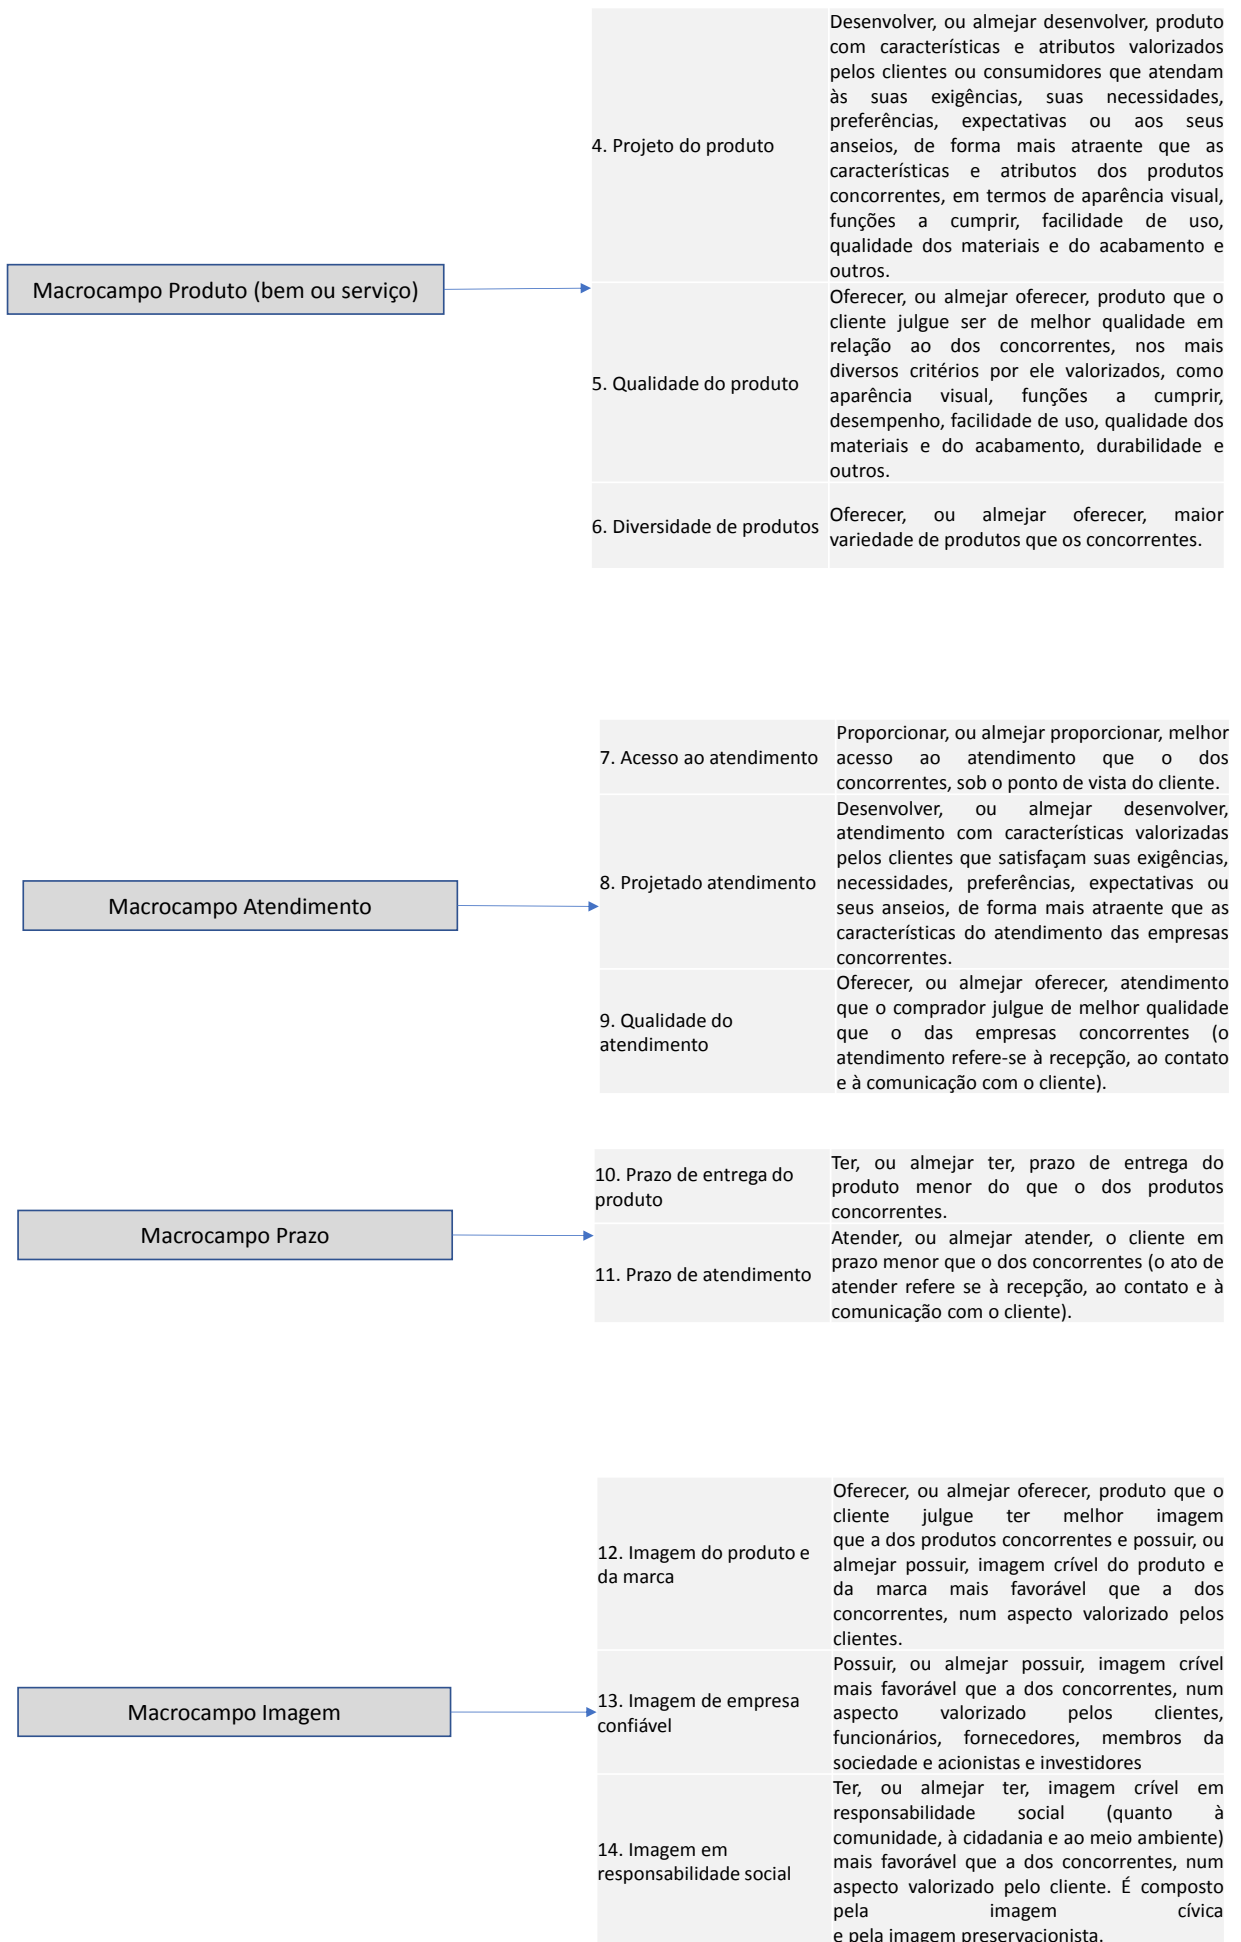 Macrocampo Produto (bem ou serviço)
4. Projeto do produto
Desenvolver, ou almejar desenvolver, produto
com características e atributos valorizados
pelos clientes ou consumidores que atendam
às suas exigências, suas necessidades,
preferências, expectativas ou aos seus
anseios, de forma mais atraente que as
características e atributos dos produtos
concorrentes, em termos de aparência visual,
funções a cumprir, facilidade de uso,
qualidade dos materiais e do acabamento e
outros.
5. Qualidade do produto
Oferecer, ou almejar oferecer, produto que o
cliente julgue ser de melhor qualidade em
relação ao dos concorrentes, nos mais
diversos critérios por ele valorizados, como
aparência visual, funções a cumprir,
desempenho, facilidade de uso, qualidade dos
materiais e do acabamento, durabilidade e
outros.
6. Diversidade de produtos
Oferecer, ou almejar oferecer, maior
variedade de produtos que os concorrentes.
Macrocampo Atendimento
7. Acesso ao atendimento
Proporcionar, ou almejar proporcionar, melhor
acesso ao atendimento que o dos
concorrentes, sob o ponto de vista do cliente.
8. Projetado atendimento
Desenvolver, ou almejar desenvolver,
atendimento com características valorizadas
pelos clientes que satisfaçam suas exigências,
necessidades, preferências, expectativas ou
seus anseios, de forma mais atraente que as
características do atendimento das empresas
concorrentes.
9. Qualidade do
atendimento
Oferecer, ou almejar oferecer, atendimento
que o comprador julgue de melhor qualidade
que o das empresas concorrentes (o
atendimento refere-se à recepção, ao contato
e à comunicação com o cliente).
Macrocampo Prazo
10. Prazo de entrega do
produto
Ter, ou almejar ter, prazo de entrega do
produto menor do que o dos produtos
concorrentes.
11. Prazo de atendimento
Atender, ou almejar atender, o cliente em
prazo menor que o dos concorrentes (o ato de
atender refere se à recepção, ao contato e à
comunicação com o cliente).
Macrocampo Imagem
12. Imagem do produto e
da marca
Oferecer, ou almejar oferecer, produto que o
cliente julgue ter melhor imagem
que a dos produtos concorrentes e possuir, ou
almejar possuir, imagem crível do produto e
da marca mais favorável que a dos
concorrentes, num aspecto valorizado pelos
clientes.
13. Imagem de empresa
confiável
Possuir, ou almejar possuir, imagem crível
mais favorável que a dos concorrentes, num
aspecto valorizado pelos clientes,
funcionários, fornecedores, membros da
sociedade e acionistas e investidores
14. Imagem em
responsabilidade social
Ter, ou almejar ter, imagem crível em
responsabilidade social (quanto à
comunidade, à cidadania e ao meio ambiente)
mais favorável que a dos concorrentes, num
aspecto valorizado pelo cliente. É composto
pela imagem cívica
e pela imagem preservacionista.